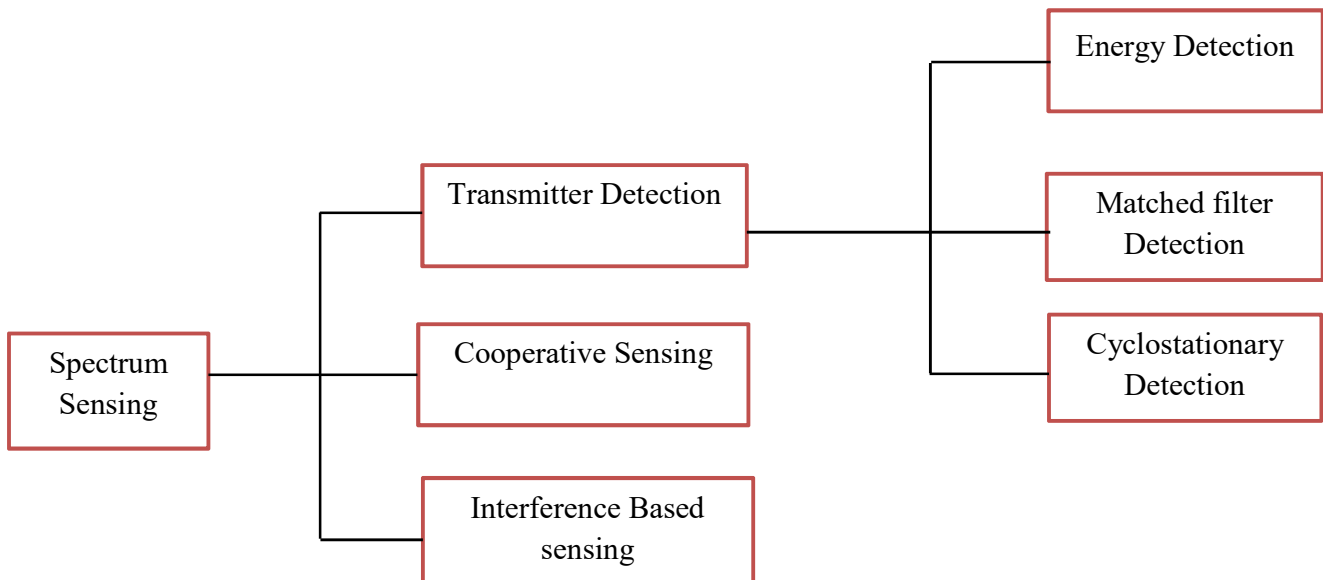 Energy Detection
Transmitter Detection
Matched filter
Detection
Spectrum
Sensing
Cooperative Sensing
Cyclostationary
Detection
Interference Based
sensing